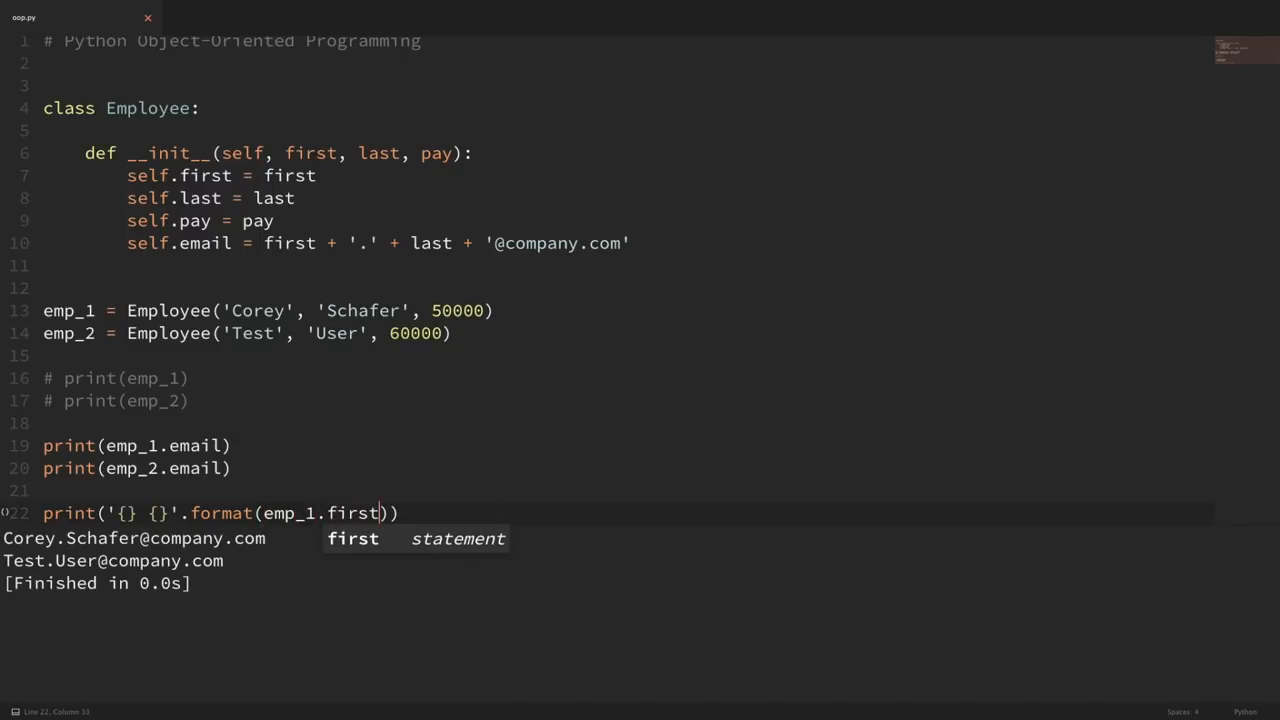 oop.py
1 # Python Object-Oriented Programming
2
3
4 class Employee:
5
6     def __init__(self, first, last, pay):
7         self.first = first
8         self.last = last
9         self.pay = pay
10         self.email = first + '.' + last + '@company.com'
11
12
13 emp_1 = Employee('Corey', 'Schafer', 50000)
14 emp_2 = Employee('Test', 'User', 60000)
15
16 # print(emp_1)
17 # print(emp_2)
18
19 print(emp_1.email)
20 print(emp_2.email)
21
()22 print('{} {}'.format(emp_1.first))
first statement
Corey.Schafer@company.com
Test.User@company.com
[Finished in 0.0s]
Line 22, Column 33 Spaces: 4 Python